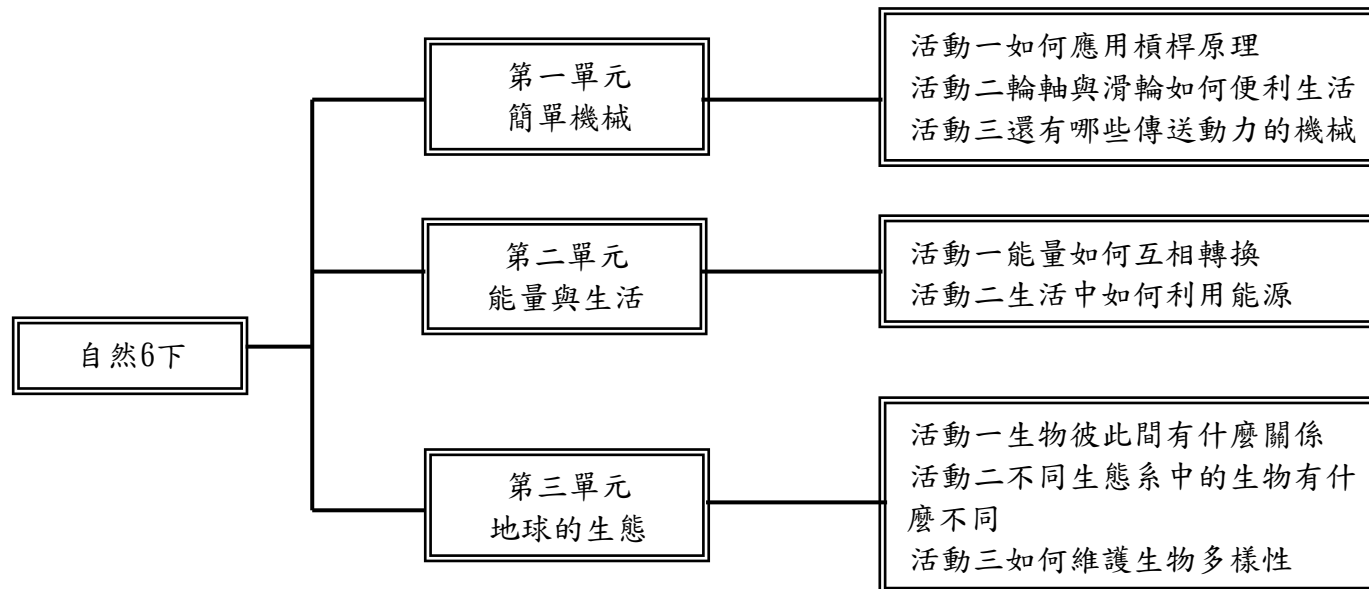 自然6下
第一單元
簡單機械
活動一如何應用槓桿原理
活動二輪軸與滑輪如何便利生活
活動三還有哪些傳送動力的機械
第二單元
能量與生活
活動一能量如何互相轉換
活動二生活中如何利用能源
第三單元
地球的生態
活動一生物彼此間有什麼關係
活動二不同生態系中的生物有什
麼不同
活動三如何維護生物多樣性